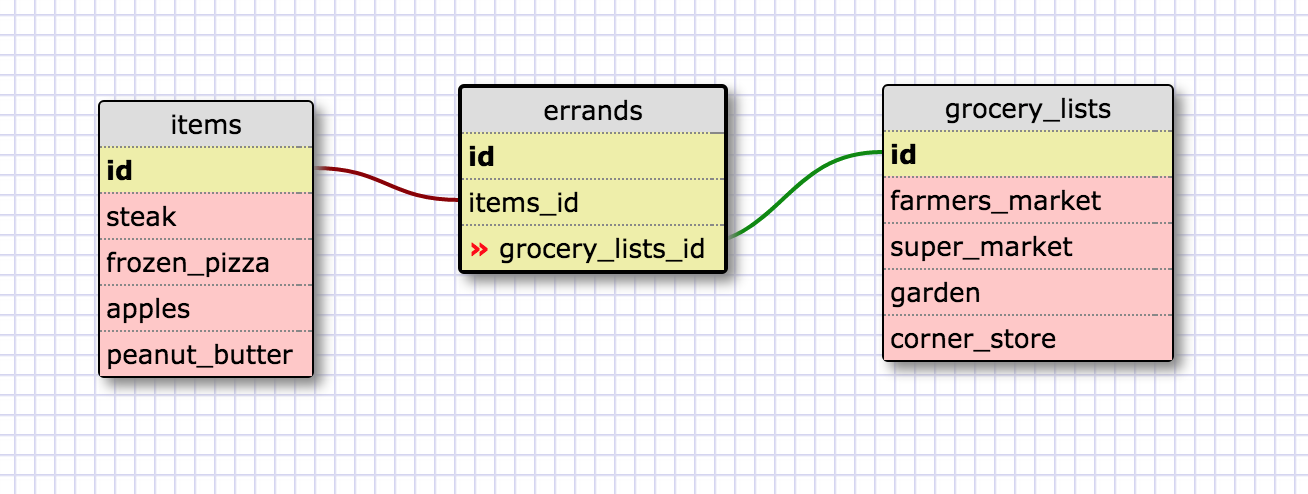 items
id
steak
frozen_pizza
apples
peanut_butter
errands
id
items_id
» grocery_lists_id
grocery_lists
id
farmers_market
super_market
garden
corner_store